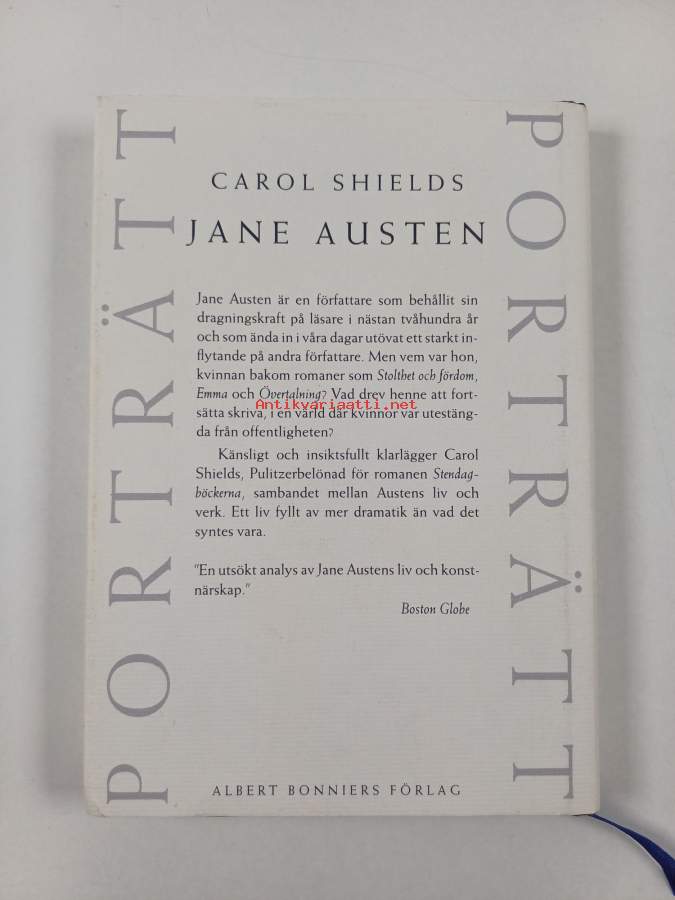 PORTRÄTT
PORTRÄTT
CAROL SHIELDS
JANE AUSTEN
Jane Austen är en författare som behållit sin
dragningskraft på läsare i nästan tvåhundra år
och som ända in i våra dagar utövat ett starkt in-
flytande på andra författare. Men vem var hon,
kvinnan bakom romaner som Stolthet och fördom,
Emma och Övertalning? Vad drev henne att fort-
Antikvariaatti.net
sätta skriva, i en värld där kvinnor var utestäng-
da från offentligheten?
Känsligt och insiktsfullt klarlägger Carol
Shields, Pulitzerbelönad för romanen Stendag-
böckerna, sambandet mellan Austens liv och
verk. Ett liv fyllt av mer dramatik än vad det
syntes vara.
"En utsökt analys av Jane Austens liv och konst-
närskap."
Boston Globe
ALBERT BONNIERS FÖRLAG